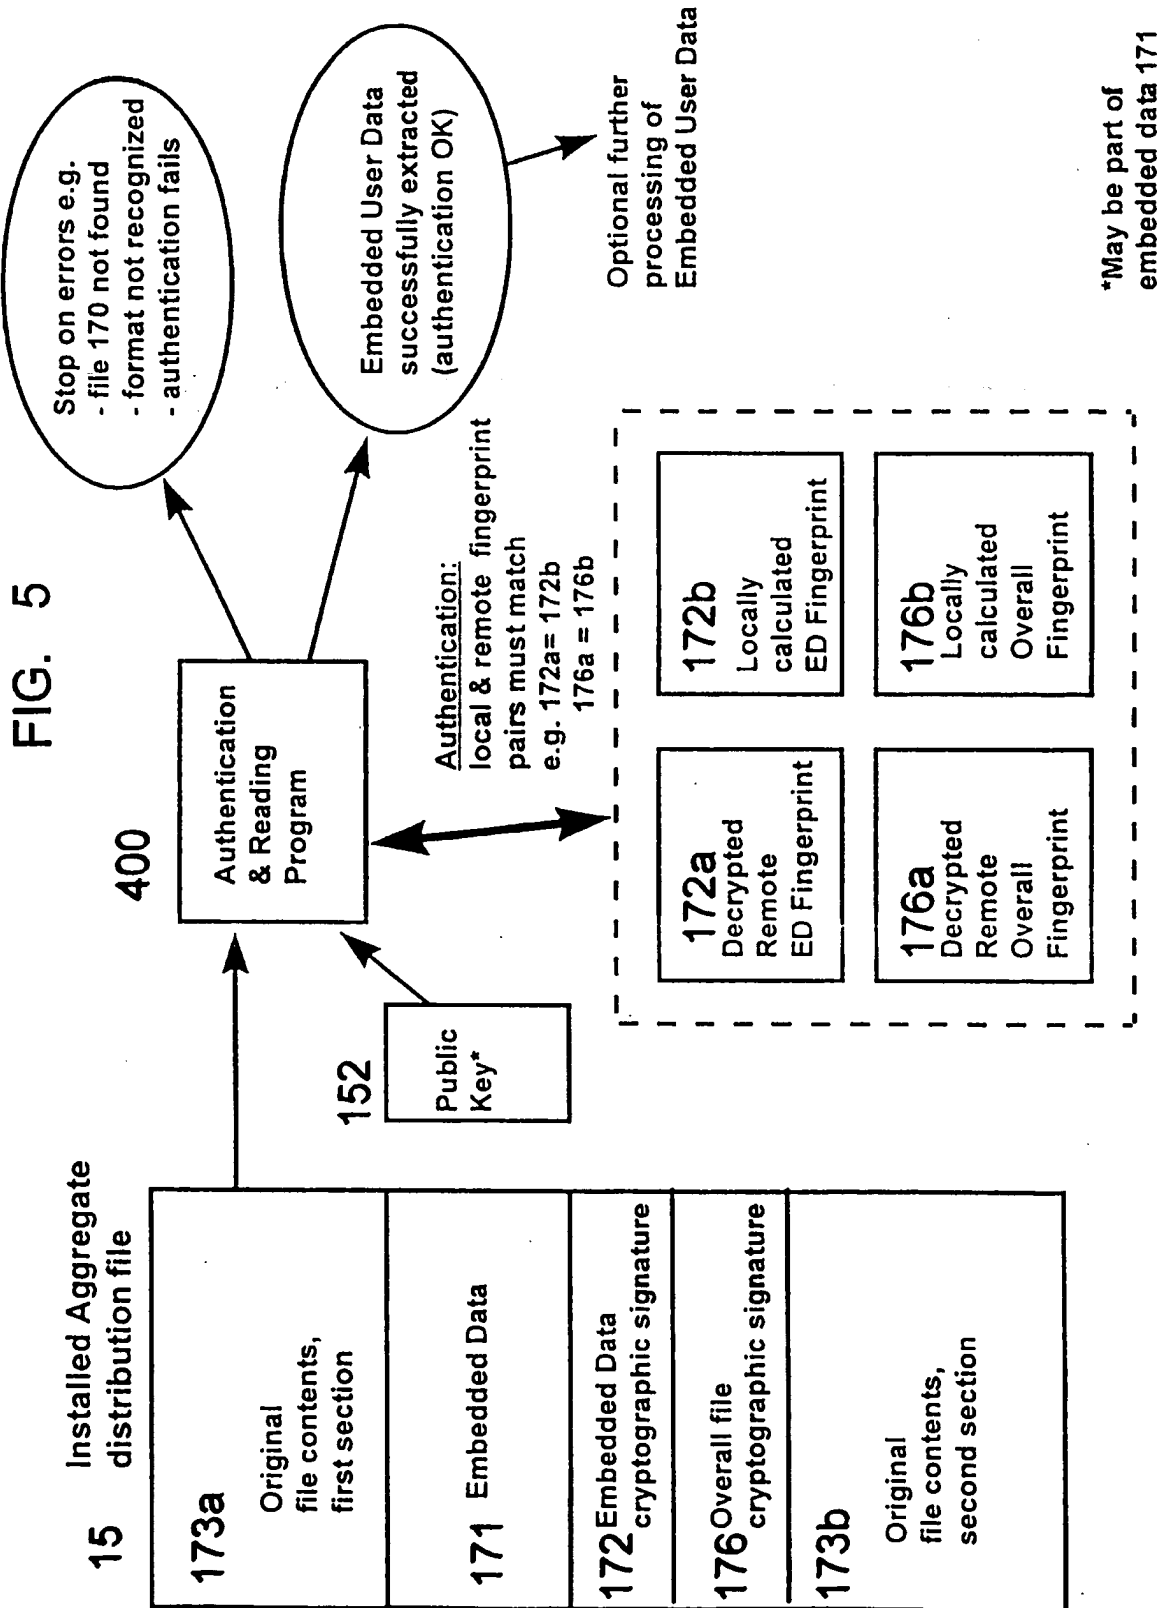 FIG. 5
15
Installed Aggregate
distribution file
173a
Original
file contents,
first section
171 Embedded Data
172 Embedded Data
cryptographic signature
176 Overall file
cryptographic signature
173b
Original
file contents,
second section
152
Public
Key*
400
Authentication
& Reading
Program
Stop on errors e.g.
- file 170 not found
- format not recognized
- authentication fails
Embedded User Data
successfully extracted
(authentication OK)
Optional further
processing of
Embedded User Data
Authentication:
local & remote fingerprint
pairs must match
e.g. 172a= 172b
176a = 176b
172a
Decrypted
Remote
ED Fingerprint
172b
Locally
calculated
ED Fingerprint
176a
Decrypted
Remote
Overall
Fingerprint
176b
Locally
calculated
Overall
Fingerprint
*May be part of
embedded data 171